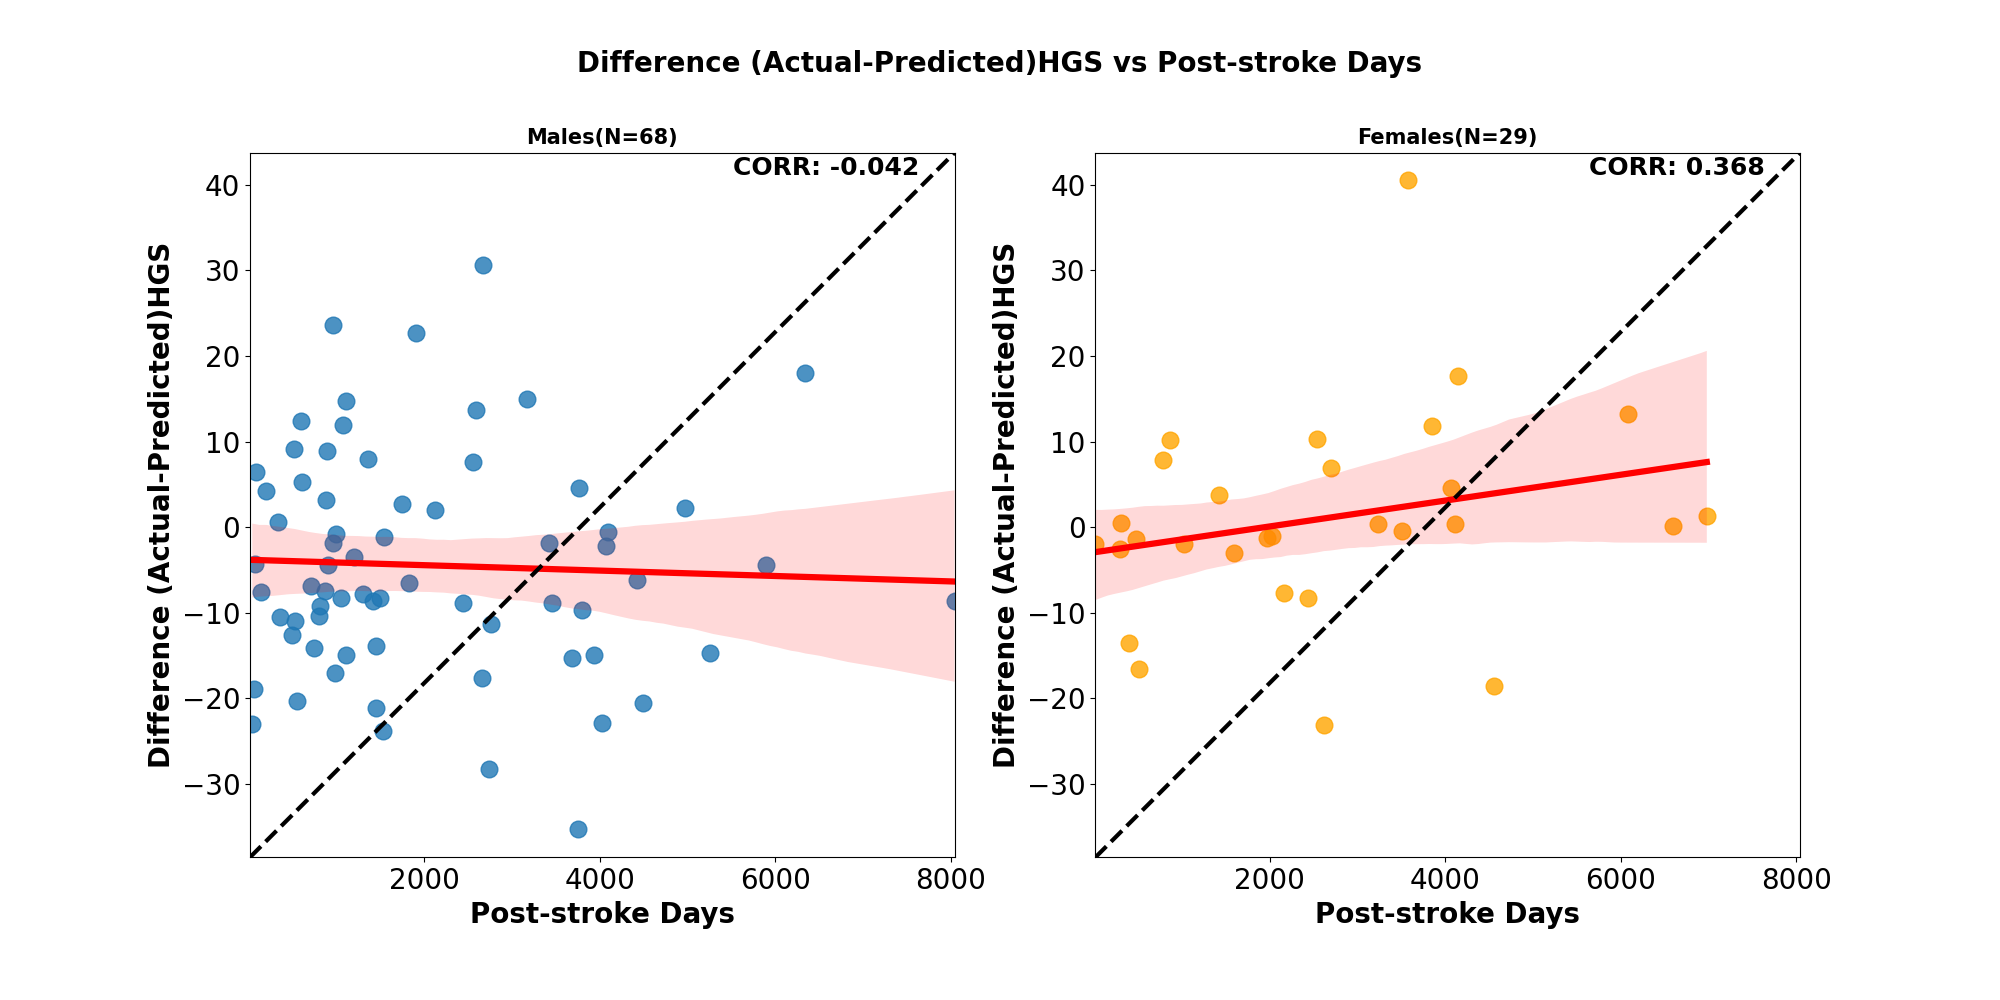 Difference (Actual-Predicted)HGS vs Post-stroke Days
Males(N=68)
CORR: -0.042
40
30
20
10
0
−10
−20
−30
Difference (Actual-Predicted)HGS
2000 4000 6000 8000
Post-stroke Days
Females(N=29)
CORR: 0.368
40
30
20
10
0
−10
−20
−30
Difference (Actual-Predicted)HGS
2000 4000 6000 8000
Post-stroke Days